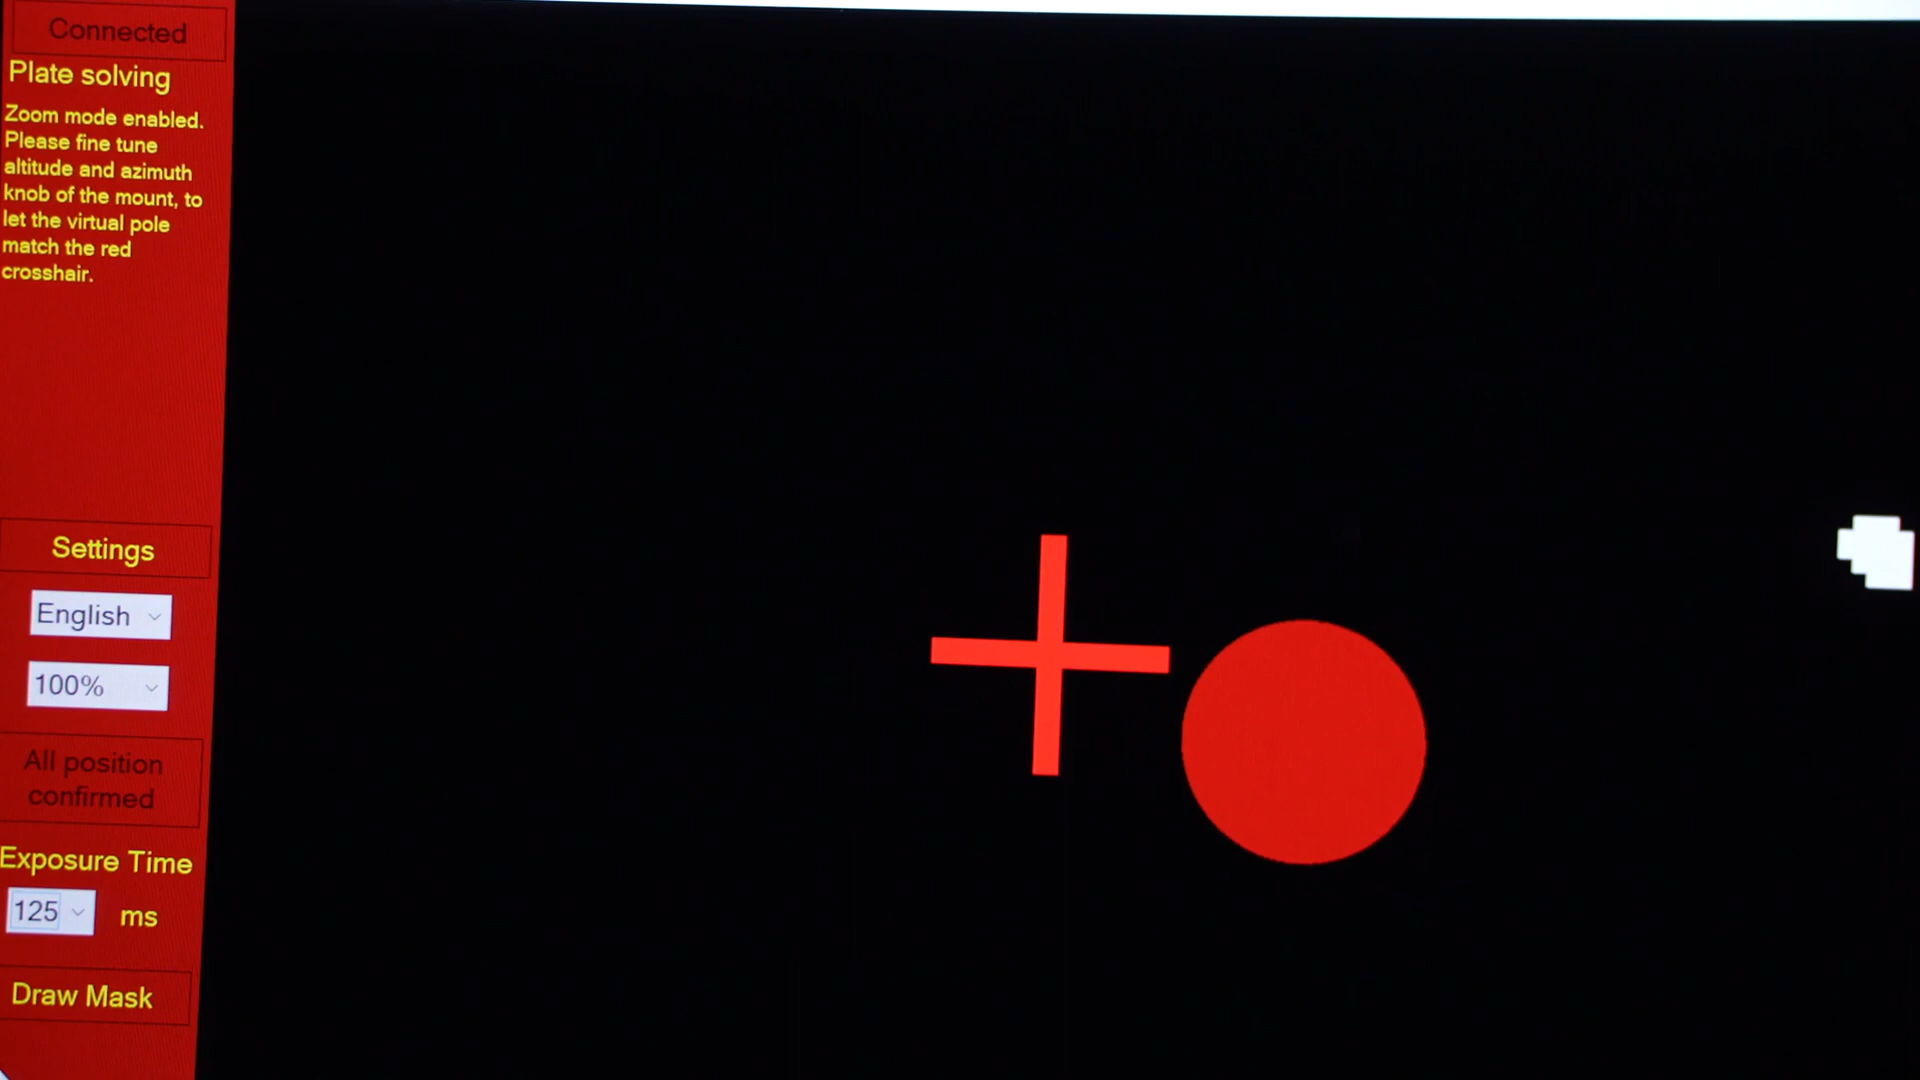 Connected
Plate solving
Zoom mode enabled.
Please fine tune
altitude and azimuth
knob of the mount, to
let the virtual pole
match the red
crosshair.
Settings
English
100%
All position
confirmed
Exposure Time
125 ms
Draw Mask